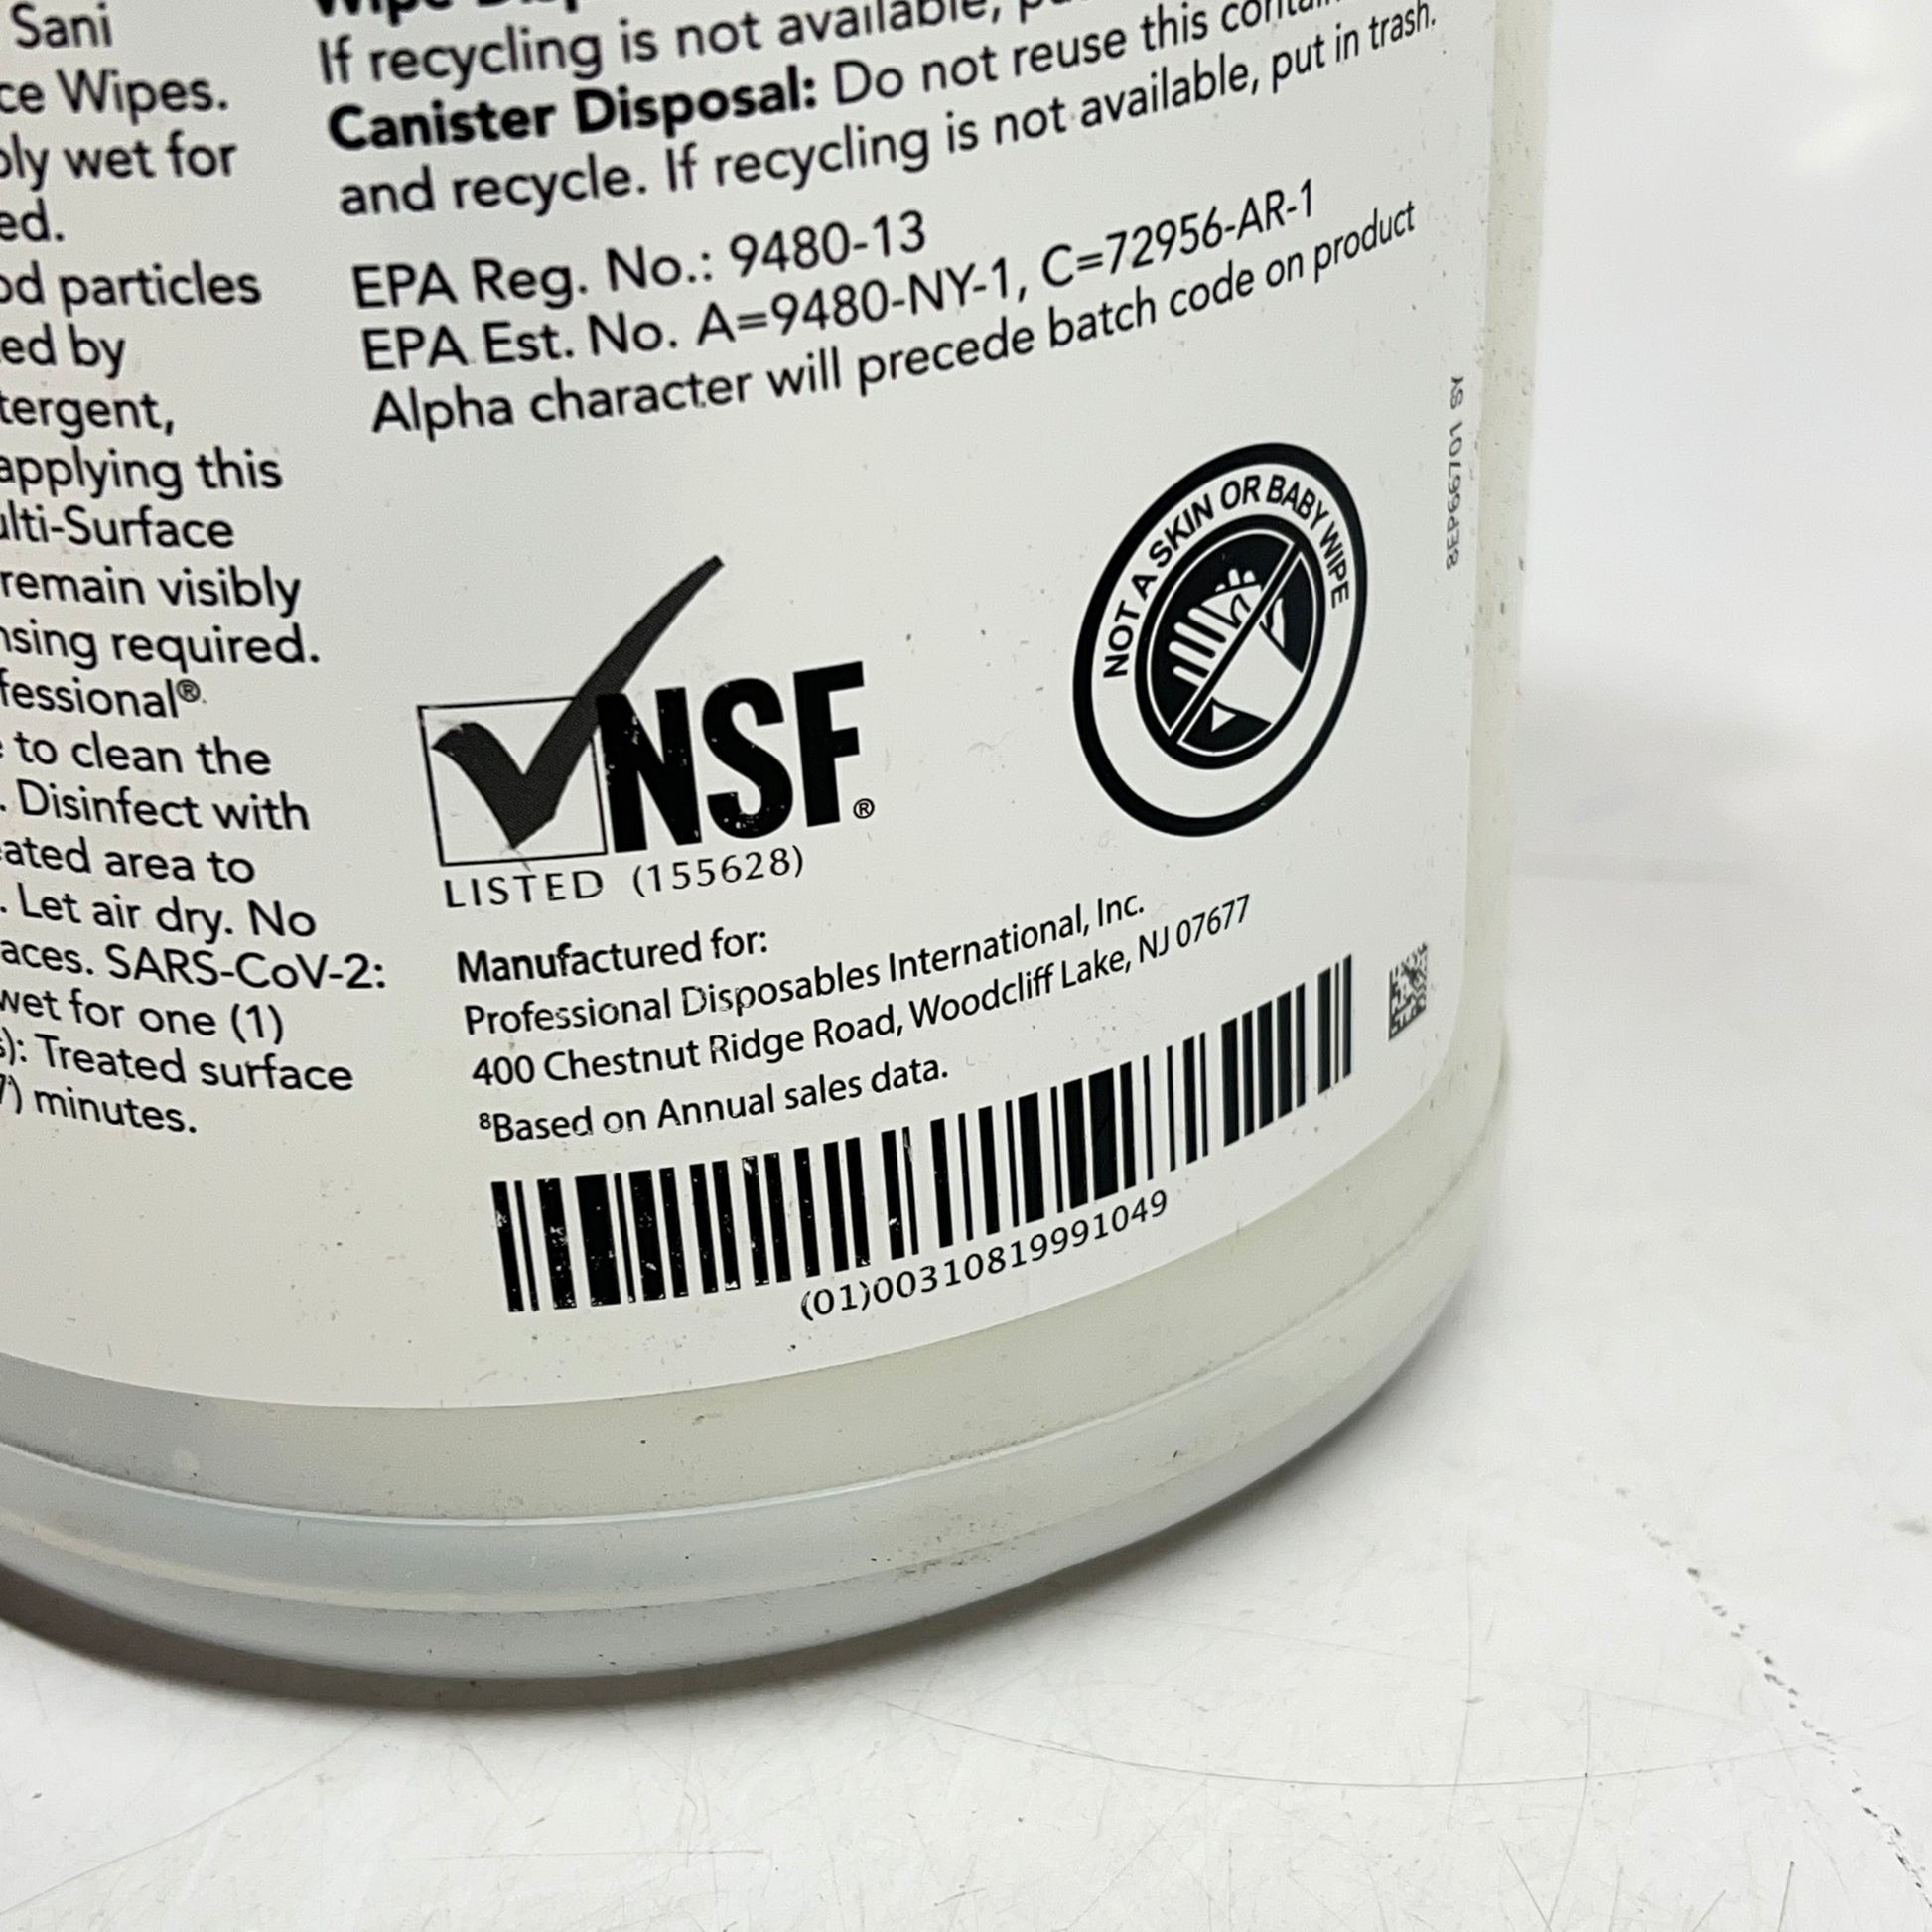 Sani
ce Wipes.
wet for
ed.
particles
ed by
tergent,
applying this
ulti-Surface
remain visibly
nsing required.
fessional®
to clean the
. Disinfect with
eated area to
. Let air dry. No
aces. SARS-CoV-2:
wet for one (1)
s): Treated surface
7) minutes.
If recycling is not available,
Canister Disposal: Do not reuse this
and recycle. If recycling is not available, put in trash.
EPA Reg. No.: 9480-13
EPA Est. No. A=9480-NY-1, C=72956-AR-1
Alpha character will precede batch code on product
NOT A SKIN OR BABY WIPE
8EP66701 SY
NSF®
LISTED (155628)
Manufactured for:
Professional Disposables International, Inc.
400 Chestnut Ridge Road, Woodcliff Lake, NJ 07677
⁸Based on Annual sales data.
(01)00310819991049